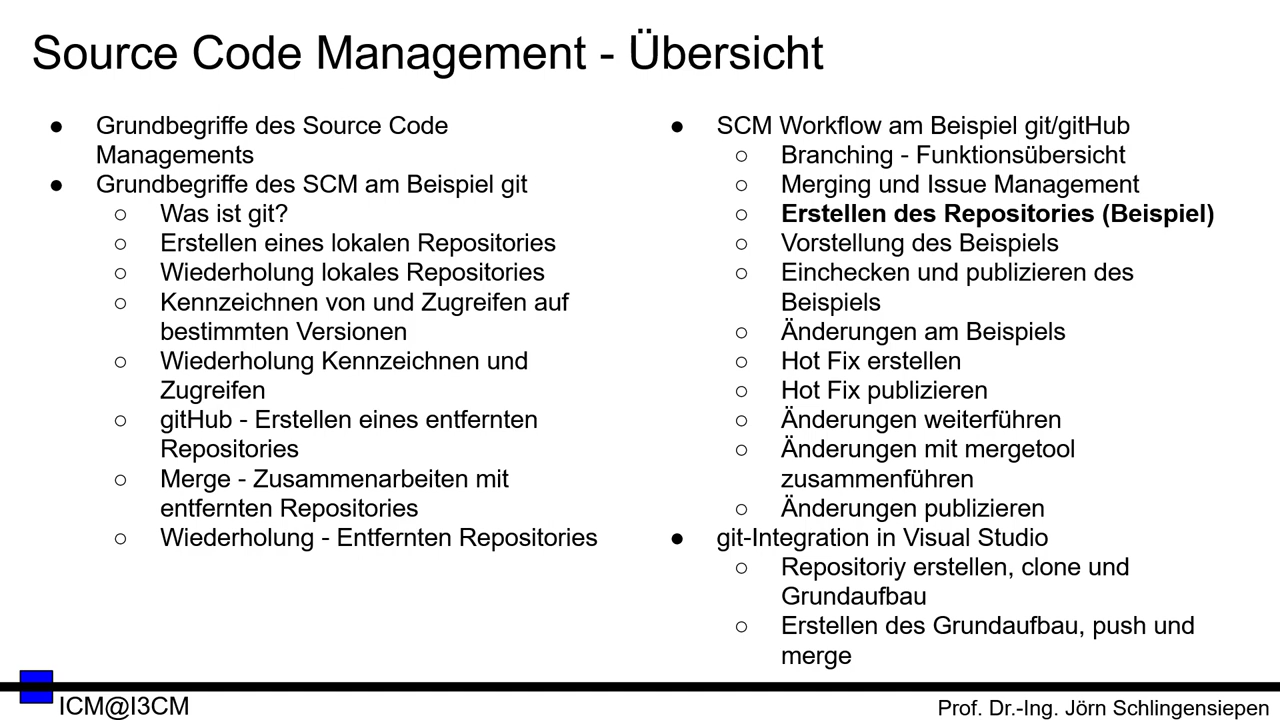 Source Code Management - Übersicht
● Grundbegriffe des Source Code
Managements
● Grundbegriffe des SCM am Beispiel git
○ Was ist git?
○ Erstellen eines lokalen Repositories
○ Wiederholung lokales Repositories
○ Kennzeichnen von und Zugreifen auf
bestimmten Versionen
○ Wiederholung Kennzeichnen und
Zugreifen
○ gitHub - Erstellen eines entfernten
Repositories
○ Merge - Zusammenarbeiten mit
entfernten Repositories
○ Wiederholung - Entfernten Repositories
● SCM Workflow am Beispiel git/gitHub
○ Branching - Funktionsübersicht
○ Merging und Issue Management
○ Erstellen des Repositories (Beispiel)
○ Vorstellung des Beispiels
○ Einchecken und publizieren des
Beispiels
○ Änderungen am Beispiels
○ Hot Fix erstellen
○ Hot Fix publizieren
○ Änderungen weiterführen
○ Änderungen mit mergetool
zusammenführen
○ Änderungen publizieren
● git-Integration in Visual Studio
○ Repositoriy erstellen, clone und
Grundaufbau
○ Erstellen des Grundaufbau, push und
merge
ICM@I3CM
Prof. Dr.-Ing. Jörn Schlingensiepen